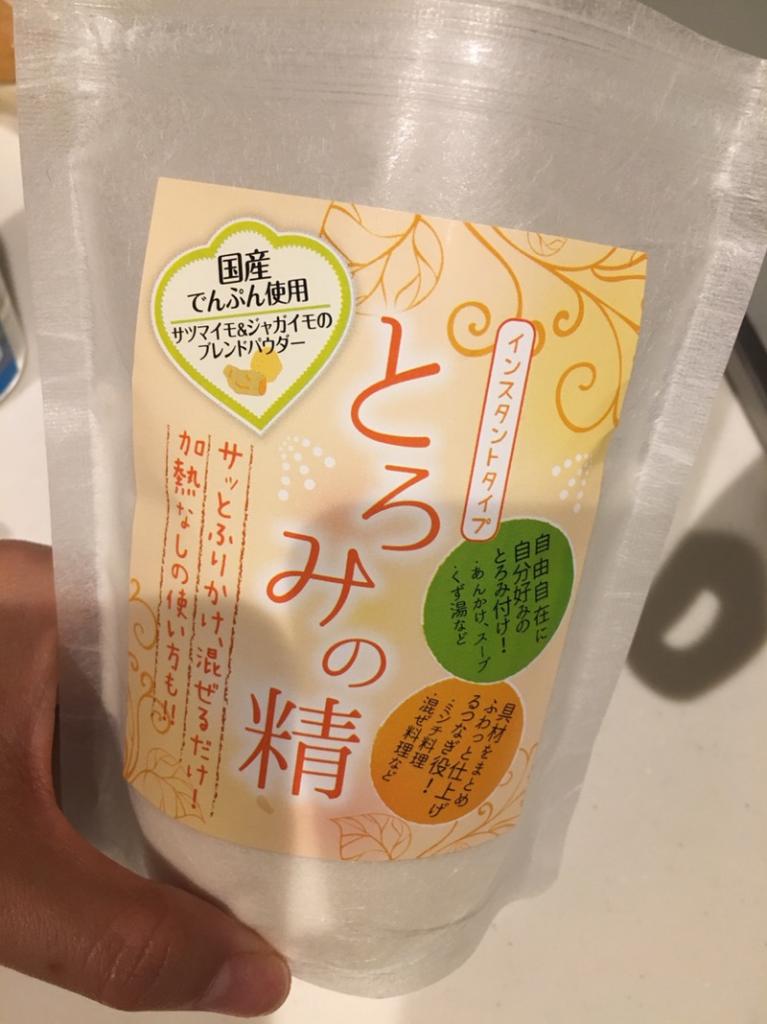 国産
でんぷん使用
サツマイモ&ジャガイモの
ブレンドパウダー
インスタントタイプ
とろみの精
サッとふりかけ、混ぜるだけ!
加熱なしの使い方も!!
自由自在に
自分好みの
とろみ付け!
・あんかけ、スープ
・くず湯など
具材をまとめ
ふわっと仕上げ
るつなぎ役!
・ミンチ料理
・混ぜ料理など